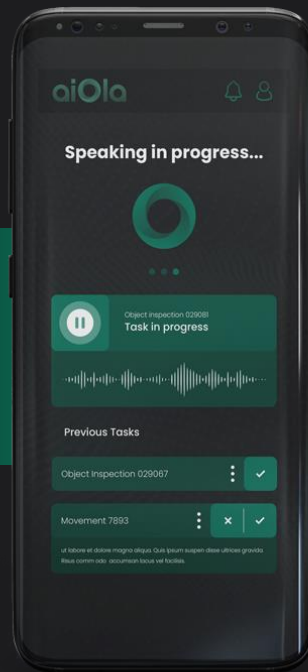 aiOla
Speaking in progress...
Object inspection 029081
Task in progress
Previous Tasks
Object Inspection 029067
Movement 7893
ut labore et dolore magna aliqua. Quis ipsum suspen disse ultrices gravida.
Risus comm odo accumsan lacus vel facilisis.